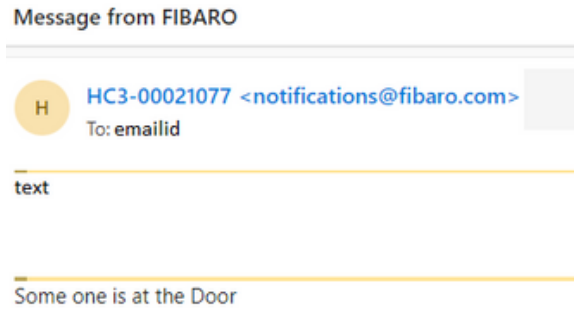 Message from FIBARO
H
HC3-00021077 <notifications@fibaro.com>
To: emailid
text
Some one is at the Door